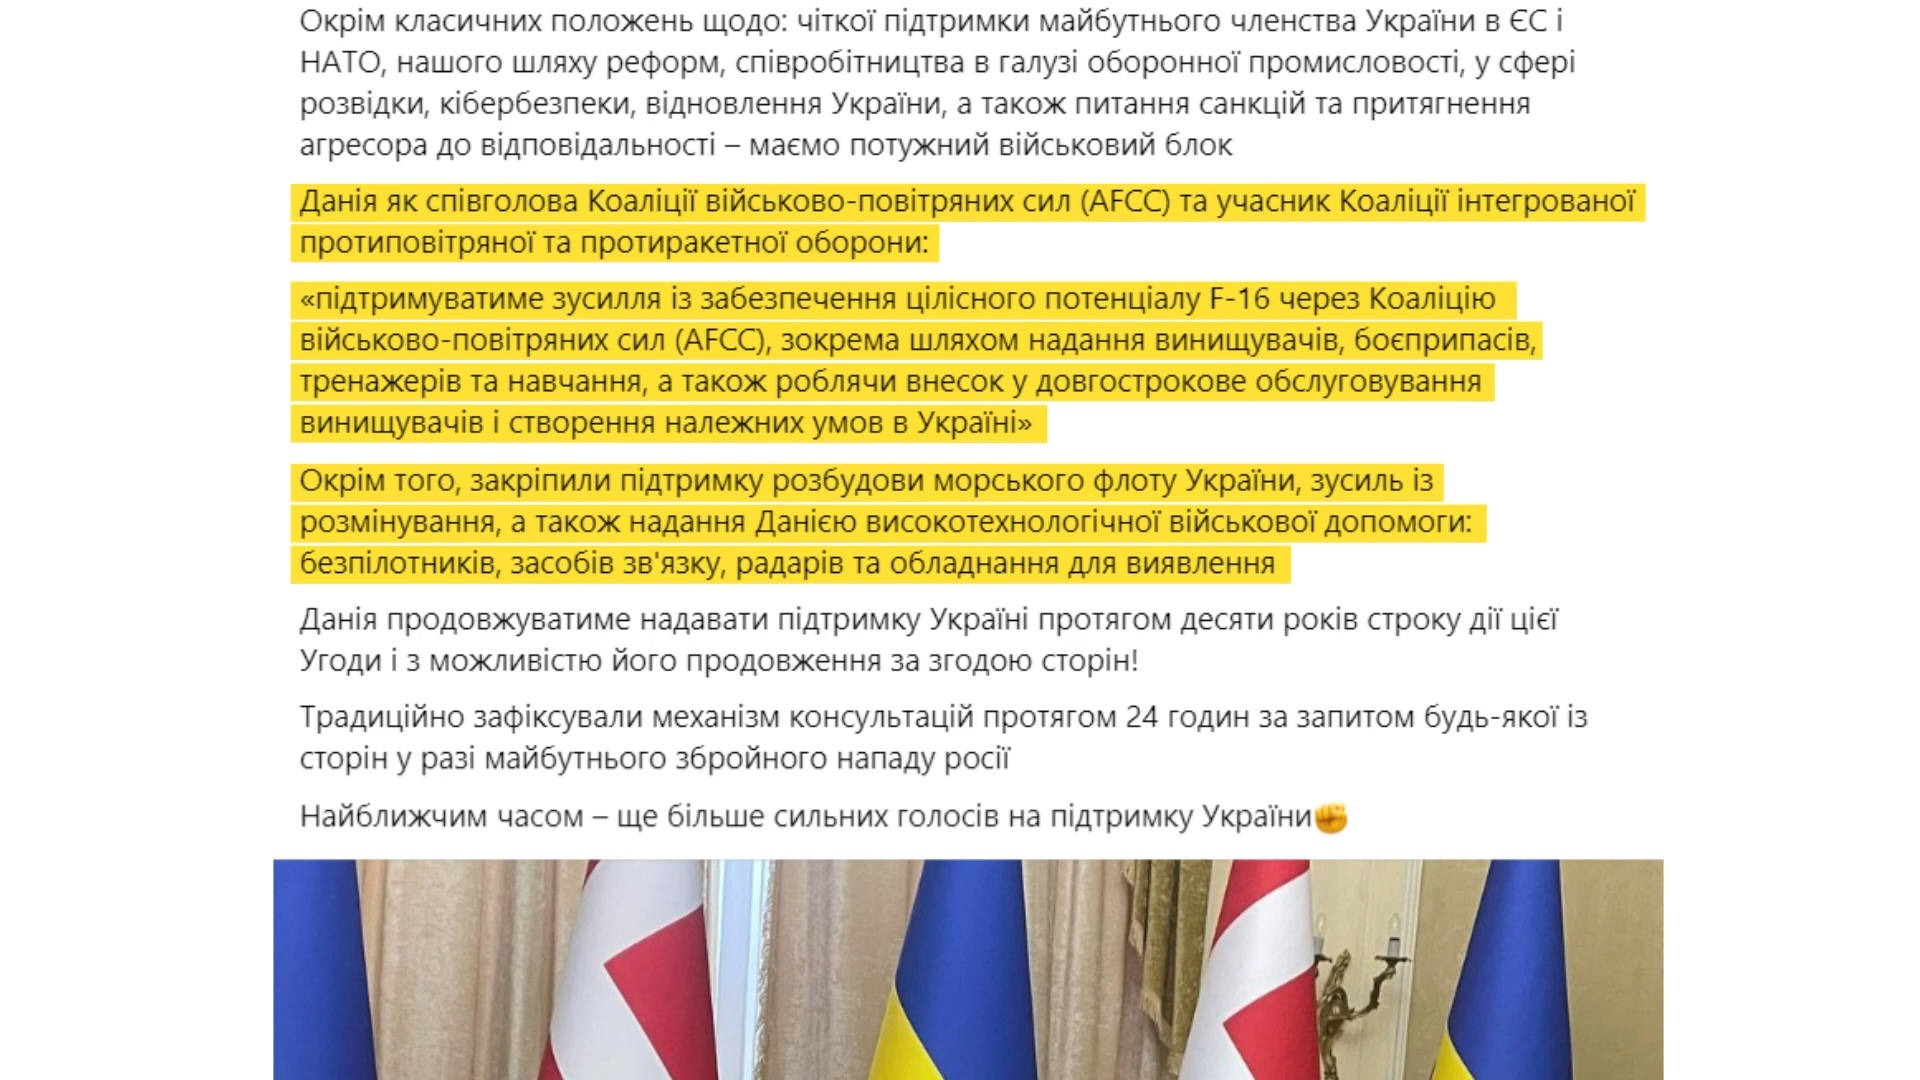 Окрім класичних положень щодо: чіткої підтримки майбутнього членства України в ЄС і
НАТО, нашого шляху реформ, співробітництва в галузі оборонної промисловості, у сфері
розвідки, кібербезпеки, відновлення України, а також питання санкцій та притягнення
агресора до відповідальності – маємо потужний військовий блок
Данія як співголова Коаліції військово-повітряних сил (AFCC) та учасник Коаліції інтегрованої
протиповітряної та протиракетної оборони:
«підтримуватиме зусилля із забезпечення цілісного потенціалу F-16 через Коаліцію
військово-повітряних сил (AFCC), зокрема шляхом надання винищувачів, боєприпасів,
тренажерів та навчання, а також роблячи внесок у довгострокове обслуговування
винищувачів і створення належних умов в Україні»
Окрім того, закріпили підтримку розбудови морського флоту України, зусиль із
розмінування, а також надання Данією високотехнологічної військової допомоги:
безпілотників, засобів зв'язку, радарів та обладнання для виявлення
Данія продовжуватиме надавати підтримку Україні протягом десяти років строку дії цієї
Угоди і з можливістю його продовження за згодою сторін!
Традиційно зафіксували механізм консультацій протягом 24 годин за запитом будь-якої із
сторін у разі майбутнього збройного нападу росії
Найближчим часом – ще більше сильних голосів на підтримку України✊